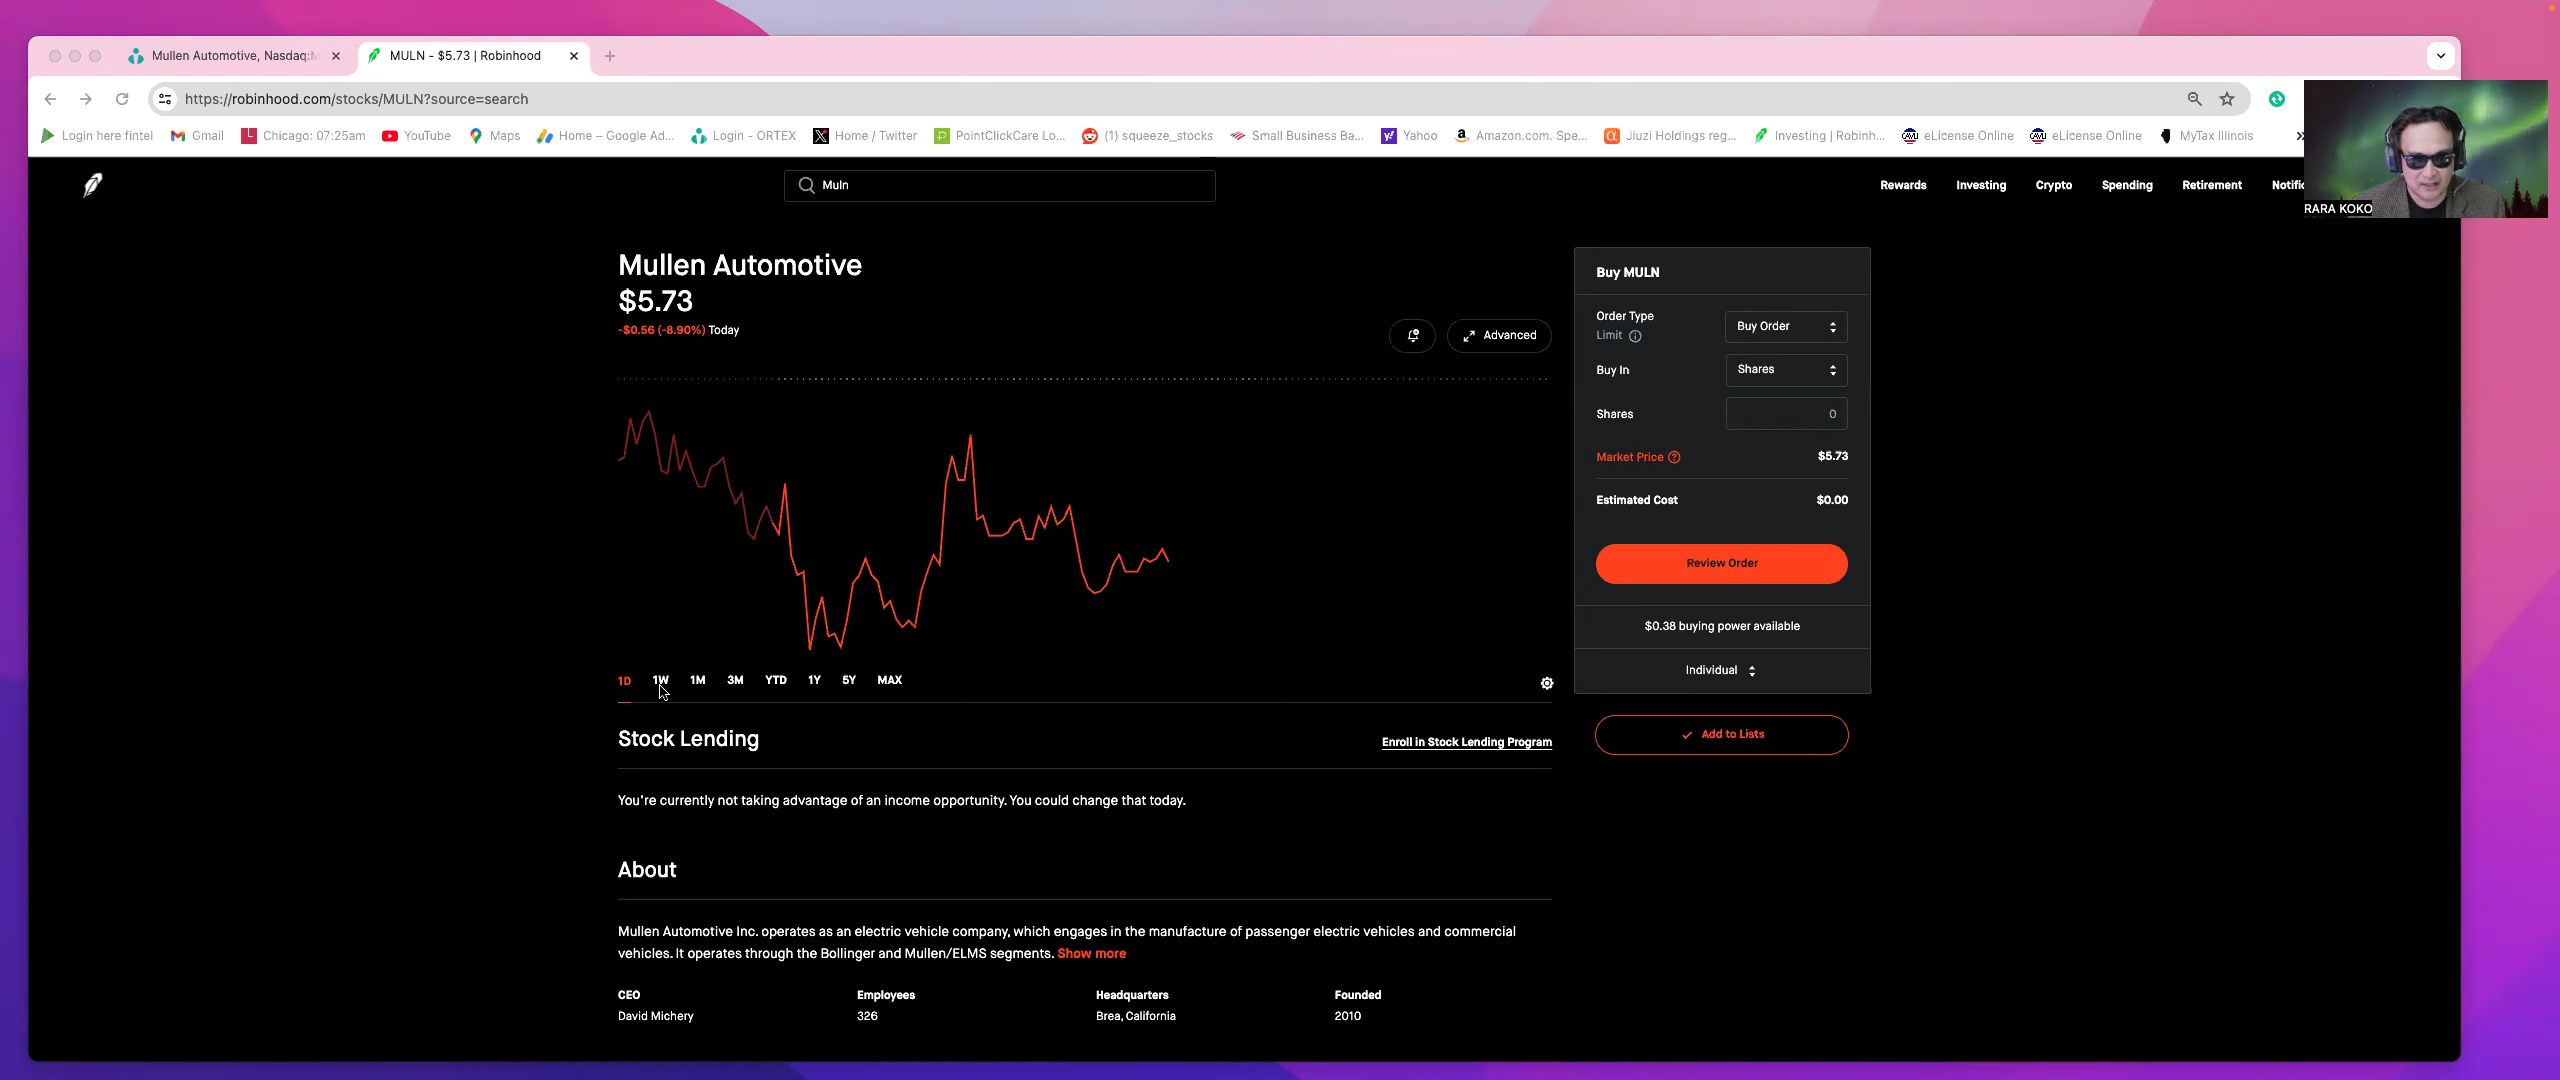 Mullen Automotive, Nasdaq:M
MULN - $5.73 | Robinhood
https://robinhood.com/stocks/MULN?source=search
Login here fintel
Gmail
Chicago: 07:25am
YouTube
Maps
Home – Google Ad...
Login - ORTEX
Home / Twitter
PointClickCare Lo...
(1) squeeze_stocks
Small Business Ba...
Yahoo
Amazon.com. Spe...
Jiuzi Holdings reg...
Investing | Robinh...
eLicense Online
eLicense Online
MyTax Illinois
»
Muln
Rewards
Investing
Crypto
Spending
Retirement
Notific
RARA KOKO
Mullen Automotive
$5.73
-$0.56 (-8.90%) Today
Advanced
1D 1W 1M 3M YTD 1Y 5Y MAX
Buy MULN
Order Type
Limit
Buy Order
Buy In
Shares
Shares
0
Market Price
$5.73
Estimated Cost
$0.00
Review Order
$0.38 buying power available
Individual
Add to Lists
Stock Lending
Enroll in Stock Lending Program
You're currently not taking advantage of an income opportunity. You could change that today.
About
Mullen Automotive Inc. operates as an electric vehicle company, which engages in the manufacture of passenger electric vehicles and commercial
vehicles. It operates through the Bollinger and Mullen/ELMS segments. Show more
CEO
David Michery
Employees
326
Headquarters
Brea, California
Founded
2010